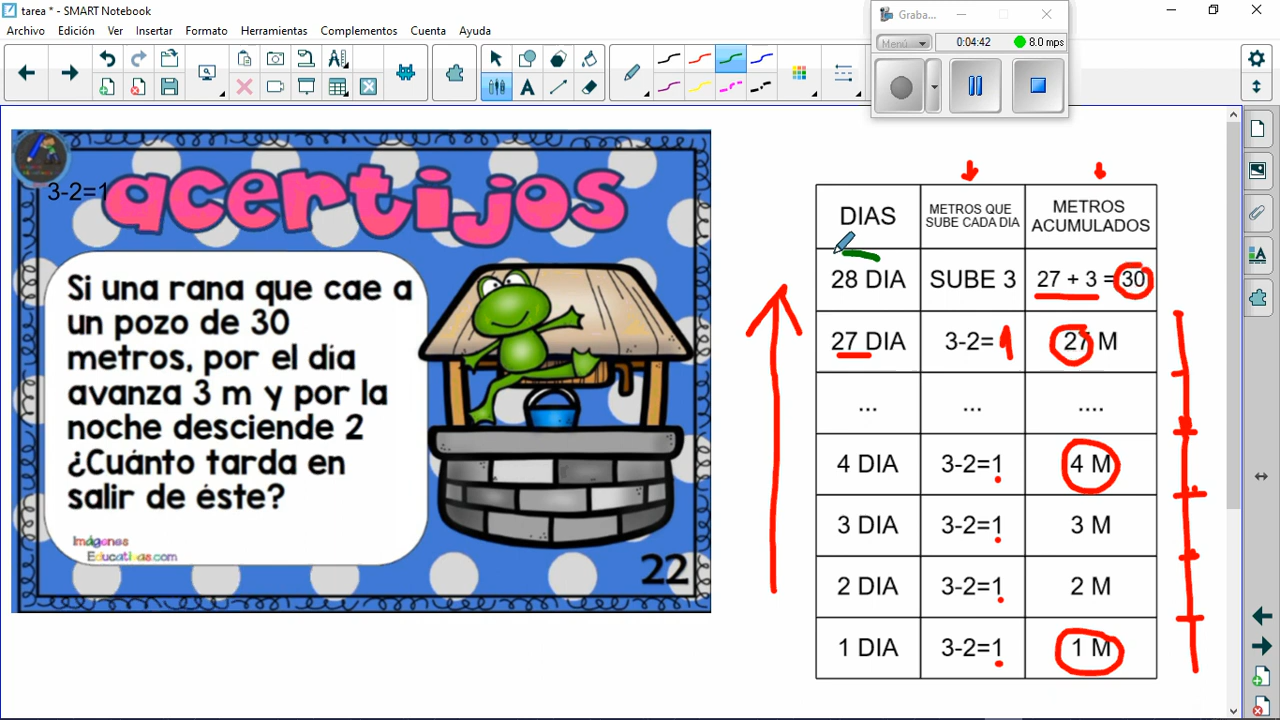 tarea * - SMART Notebook
Graba...
Archivo Edición Ver Insertar Formato Herramientas Complementos Cuenta Ayuda
Menú 0:04:42 8.0 mps
3-2=1
acertijos
Si una rana que cae a
un pozo de 30
metros, por el día
avanza 3 m y por la
noche desciende 2
¿Cuánto tarda en
salir de éste?
Imágenes
Educativas.com
22
DIAS METROS QUE SUBE CADA DIA METROS ACUMULADOS
28 DIA SUBE 3 27 + 3 = 30
27 DIA 3-2= 1 27 M
... ... ....
4 DIA 3-2=1 4 M
3 DIA 3-2=1 3 M
2 DIA 3-2=1 2 M
1 DIA 3-2=1 1 M